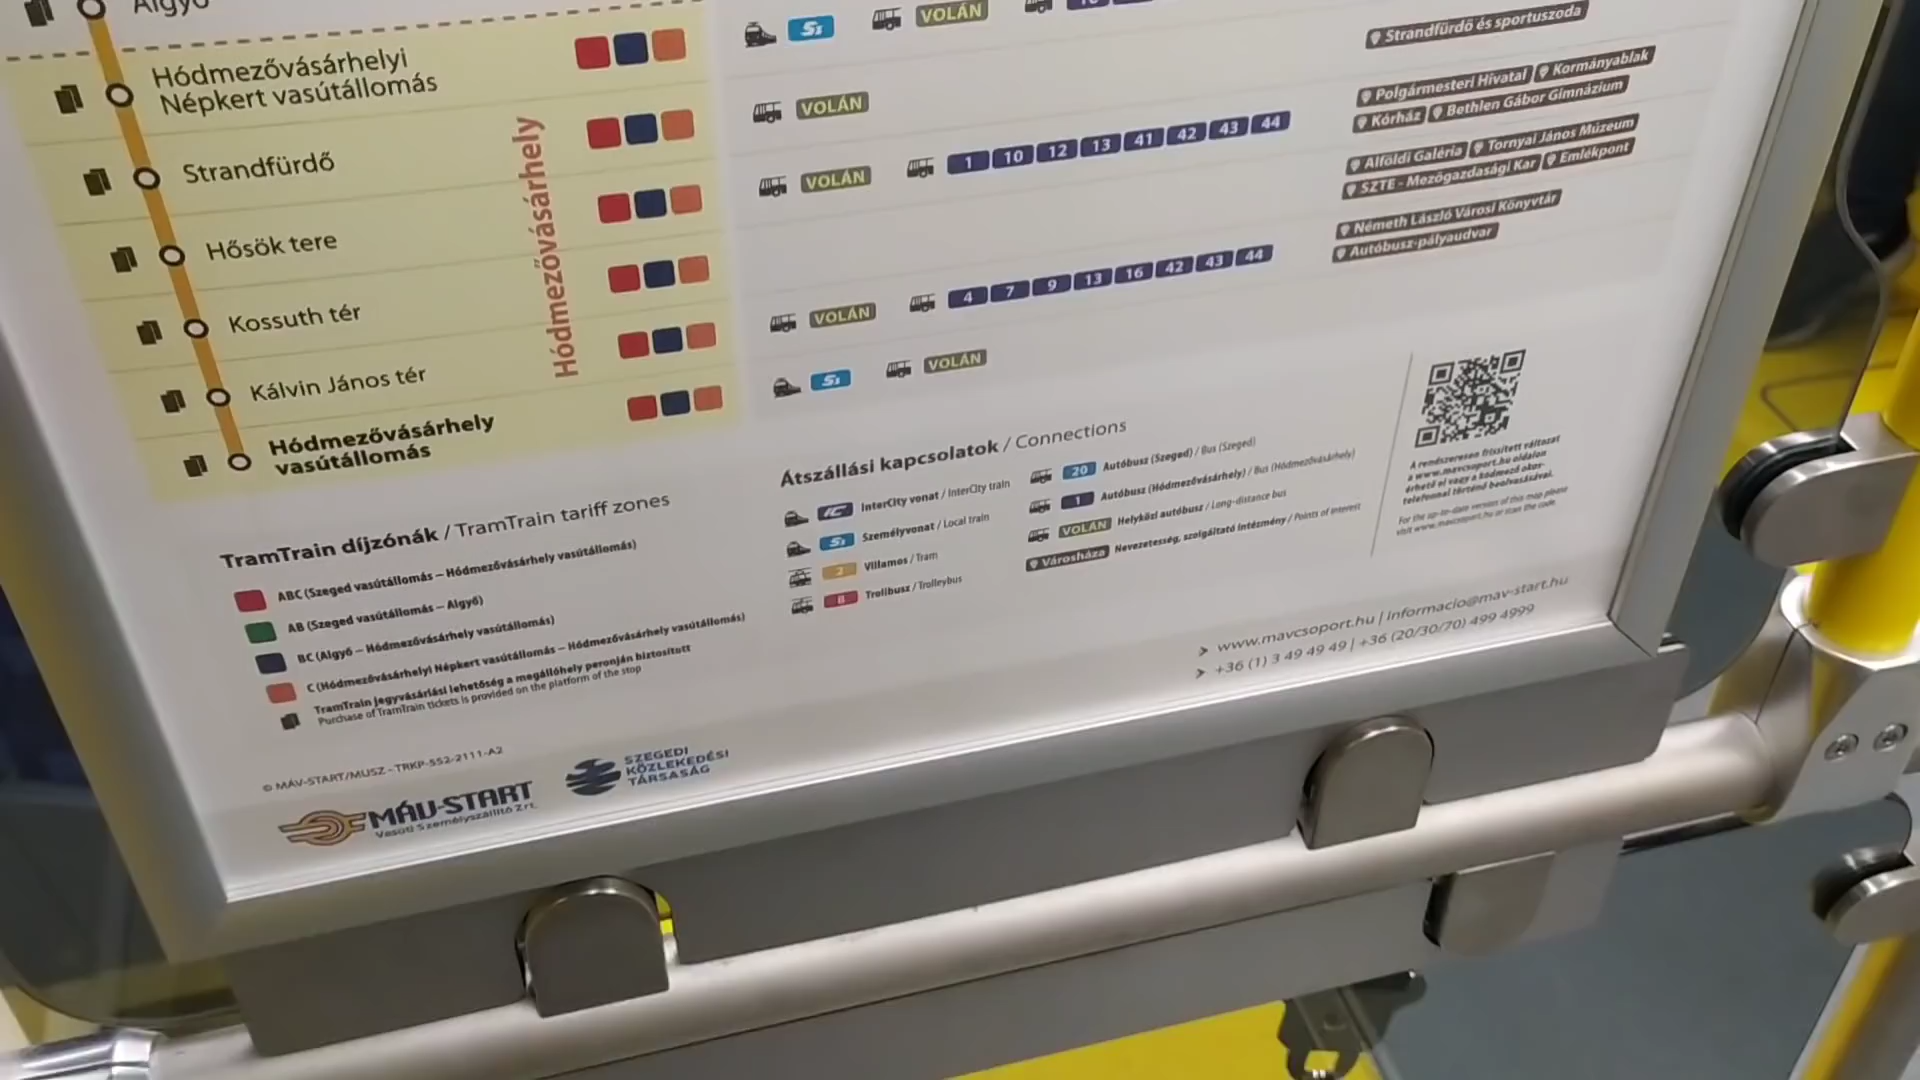 Algyő
S1 VOLÁN
Strandfürdő és sportuszoda
Hódmezővásárhelyi
Népkert vasútállomás
VOLÁN
Polgármesteri Hivatal Kormányablak
Kórház Bethlen Gábor Gimnázium
Strandfürdő
VOLÁN 1 10 12 13 41 42 43 44
Alföldi Galéria Tornyai János Múzeum
SZTE - Mezőgazdasági Kar Emlékpont
Hódmezővásárhely
Hősök tere
Németh László Városi Könyvtár
Autóbusz-pályaudvar
Kossuth tér
VOLÁN 4 7 9 13 16 42 43 44
Kálvin János tér
S1 VOLÁN
Hódmezővásárhely
vasútállomás
TramTrain díjzónák / TramTrain tariff zones
ABC (Szeged vasútállomás – Hódmezővásárhely vasútállomás)
AB (Szeged vasútállomás – Algyő)
BC (Algyő – Hódmezővásárhely vasútállomás)
C (Hódmezővásárhelyi Népkert vasútállomás – Hódmezővásárhely vasútállomás)
TramTrain jegyvásárlási lehetőség a megállóhely peronján biztosított
Purchase of TramTrain tickets is provided on the platform of the stop
Átszállási kapcsolatok / Connections
IC InterCity vonat / InterCity train
S1 Személyvonat / Local train
2 Villamos / Tram
8 Trolibusz / Trolleybus
20 Autóbusz (Szeged) / Bus (Szeged)
1 Autóbusz (Hódmezővásárhely) / Bus (Hódmezővásárhely)
VOLÁN Helyközi autóbusz / Long-distance bus
Városháza Nevezetesség, szolgáltató intézmény / Points of interest
A rendszeresen frissített változat
a www.mavcsoport.hu oldalon
érhető el vagy a kódmező okos-
telefonnal történő beolvasásával.
For the up-to-date version of this map please
visit www.mavcsoport.hu or scan the code.
www.mavcsoport.hu | informacio@mav-start.hu
+36 (1) 3 49 49 49 | +36 (20/30/70) 499 4999
© MÁV-START/MUSZ - TRKP-552-2111-A2
MÁV-START
Vasúti Személyszállító Zrt.
SZEGEDI
KÖZLEKEDÉSI
TÁRSASÁG